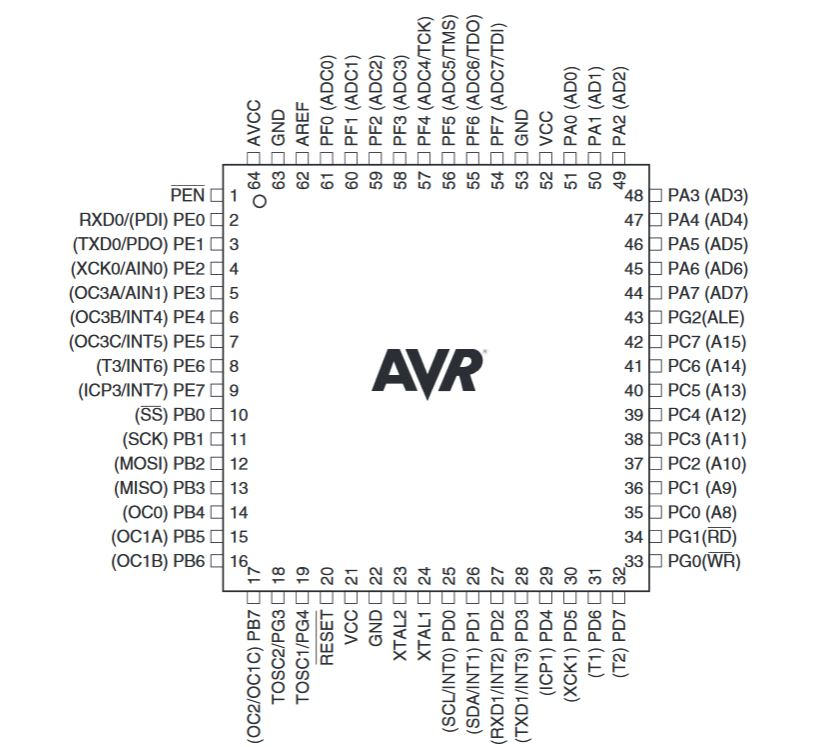 AVCC
GND
AREF
PF0 (ADC0)
PF1 (ADC1)
PF2 (ADC2)
PF3 (ADC3)
PF4 (ADC4/TCK)
PF5 (ADC5/TMS)
PF6 (ADC6/TDO)
PF7 (ADC7/TDI)
GND
VCC
PA0 (AD0)
PA1 (AD1)
PA2 (AD2)
64
63
62
61
60
59
58
57
56
55
54
53
52
51
50
49
PEN 1
RXD0/(PDI) PE0 2
(TXD0/PDO) PE1 3
(XCK0/AIN0) PE2 4
(OC3A/AIN1) PE3 5
(OC3B/INT4) PE4 6
(OC3C/INT5) PE5 7
(T3/INT6) PE6 8
(ICP3/INT7) PE7 9
(SS) PB0 10
(SCK) PB1 11
(MOSI) PB2 12
(MISO) PB3 13
(OC0) PB4 14
(OC1A) PB5 15
(OC1B) PB6 16
AVR
48 PA3 (AD3)
47 PA4 (AD4)
46 PA5 (AD5)
45 PA6 (AD6)
44 PA7 (AD7)
43 PG2(ALE)
42 PC7 (A15)
41 PC6 (A14)
40 PC5 (A13)
39 PC4 (A12)
38 PC3 (A11)
37 PC2 (A10)
36 PC1 (A9)
35 PC0 (A8)
34 PG1(RD)
33 PG0(WR)
17
18
19
20
21
22
23
24
25
26
27
28
29
30
31
32
(OC2/OC1C) PB7
TOSC2/PG3
TOSC1/PG4
RESET
VCC
GND
XTAL2
XTAL1
(SCL/INT0) PD0
(SDA/INT1) PD1
(RXD1/INT2) PD2
(TXD1/INT3) PD3
(ICP1) PD4
(XCK1) PD5
(T1) PD6
(T2) PD7